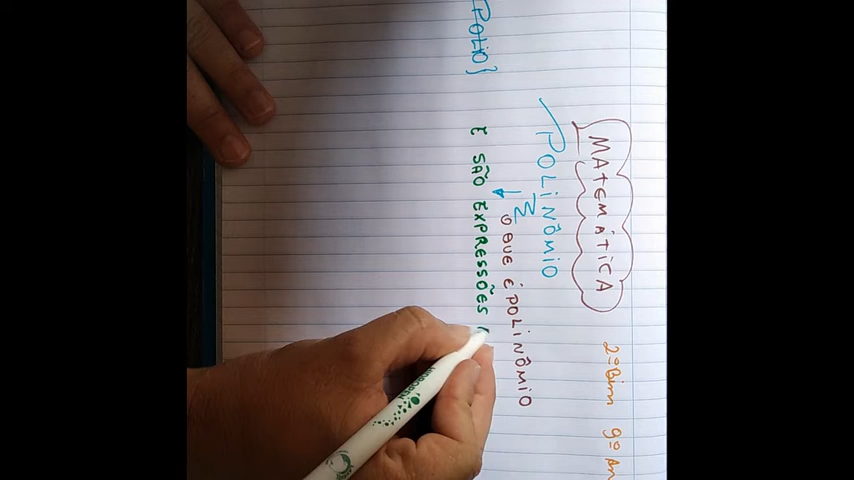 MATEMÁTICA
2º Bim 9º An
POLINÔMIO
O QUE É POLINÔMIO
E SÃO EXPRESSÕES